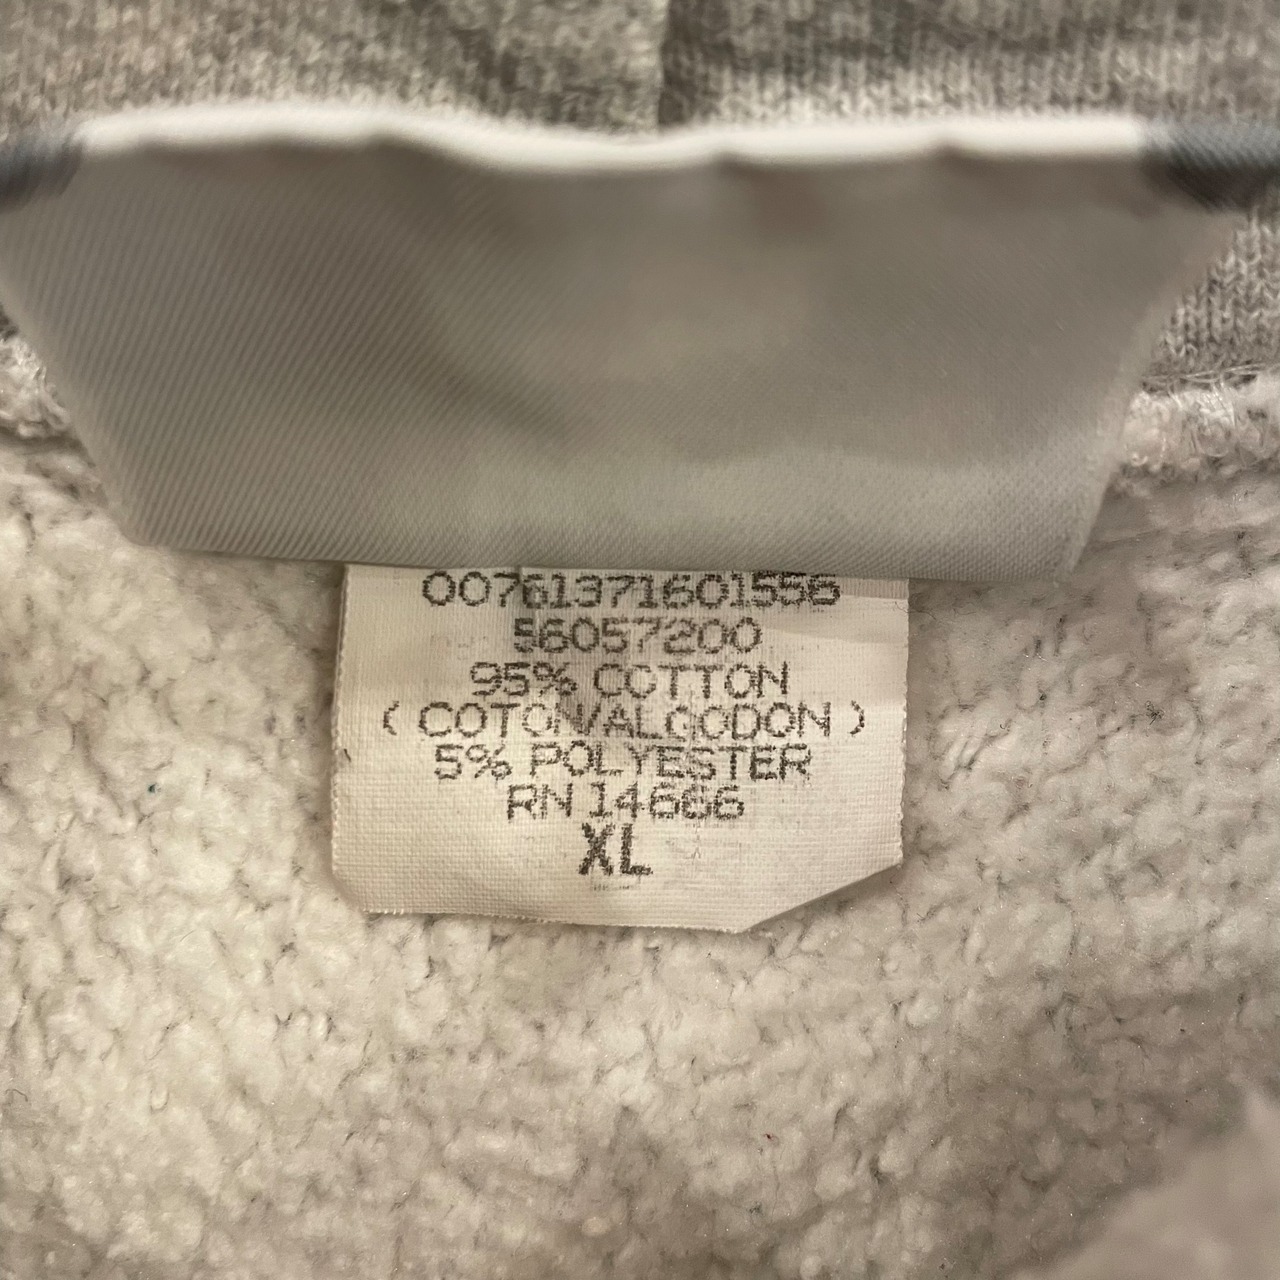 00761371601556
56057200
95% COTTON
( COTON/ALGODON )
5% POLYESTER
RN 14666
XL